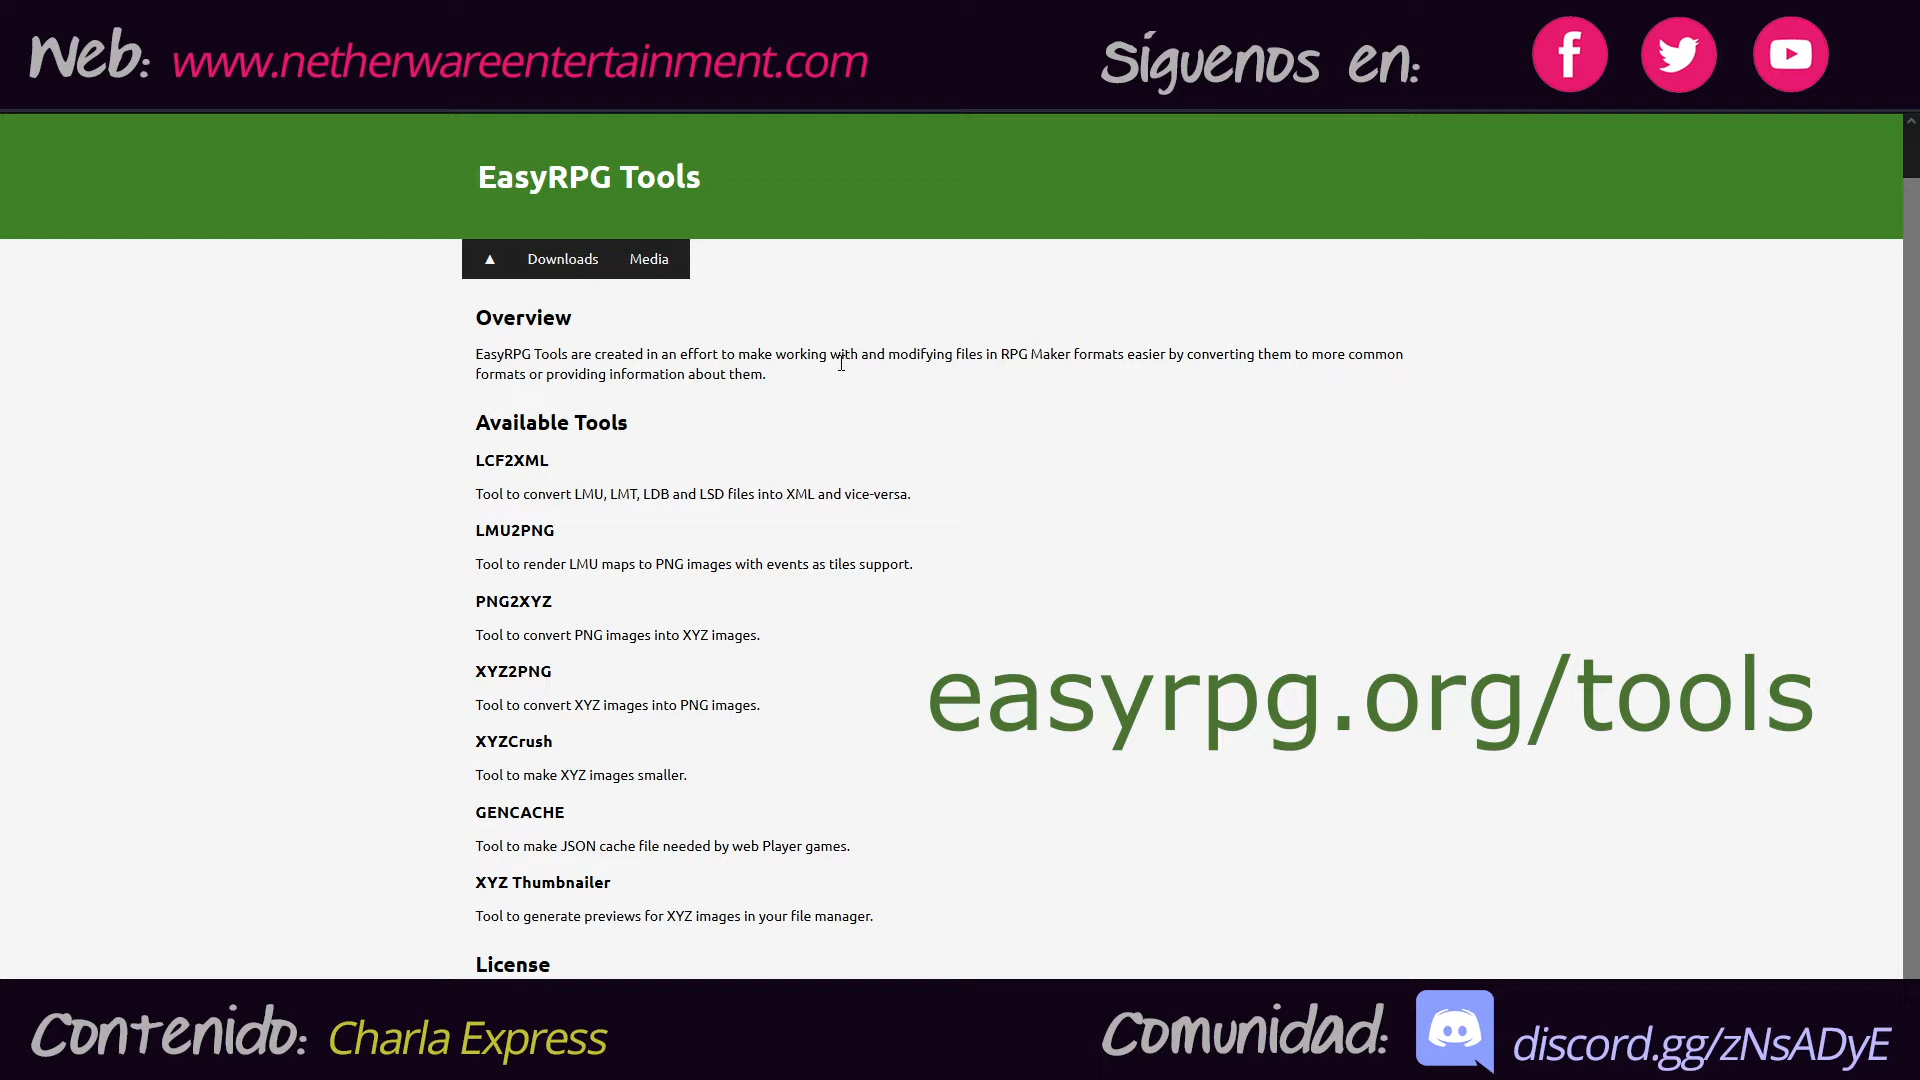 Web: www.netherwareentertainment.com
Síguenos en:
EasyRPG Tools
▲ Downloads Media
Overview
EasyRPG Tools are created in an effort to make working with and modifying files in RPG Maker formats easier by converting them to more common
formats or providing information about them.
Available Tools
LCF2XML
Tool to convert LMU, LMT, LDB and LSD files into XML and vice-versa.
LMU2PNG
Tool to render LMU maps to PNG images with events as tiles support.
PNG2XYZ
Tool to convert PNG images into XYZ images.
XYZ2PNG
Tool to convert XYZ images into PNG images.
easyrpg.org/tools
XYZCrush
Tool to make XYZ images smaller.
GENCACHE
Tool to make JSON cache file needed by web Player games.
XYZ Thumbnailer
Tool to generate previews for XYZ images in your file manager.
License
Contenido: Charla Express
Comunidad: discord.gg/zNsADyE